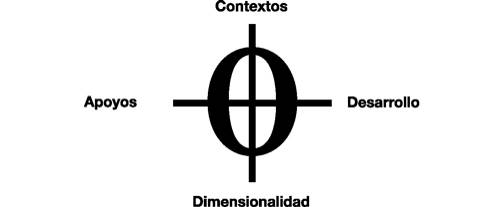 Contextos
Apoyos
Desarrollo
Dimensionalidad